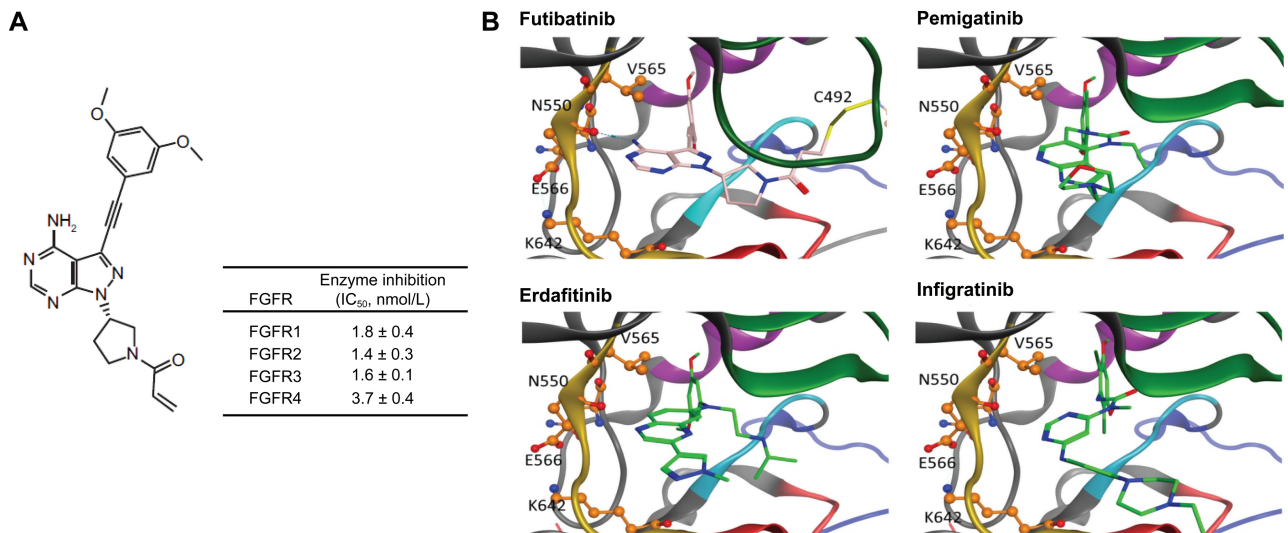 A
O
O
NH₂
N
N
N
N
N
O
Enzyme inhibition
FGFR (IC₅₀, nmol/L)
FGFR1 1.8 ± 0.4
FGFR2 1.4 ± 0.3
FGFR3 1.6 ± 0.1
FGFR4 3.7 ± 0.4
B
Futibatinib
V565
N550
C492
E566
K642
Pemigatinib
V565
N550
E566
K642
Erdafitinib
V565
N550
E566
K642
Infigratinib
V565
N550
E566
K642